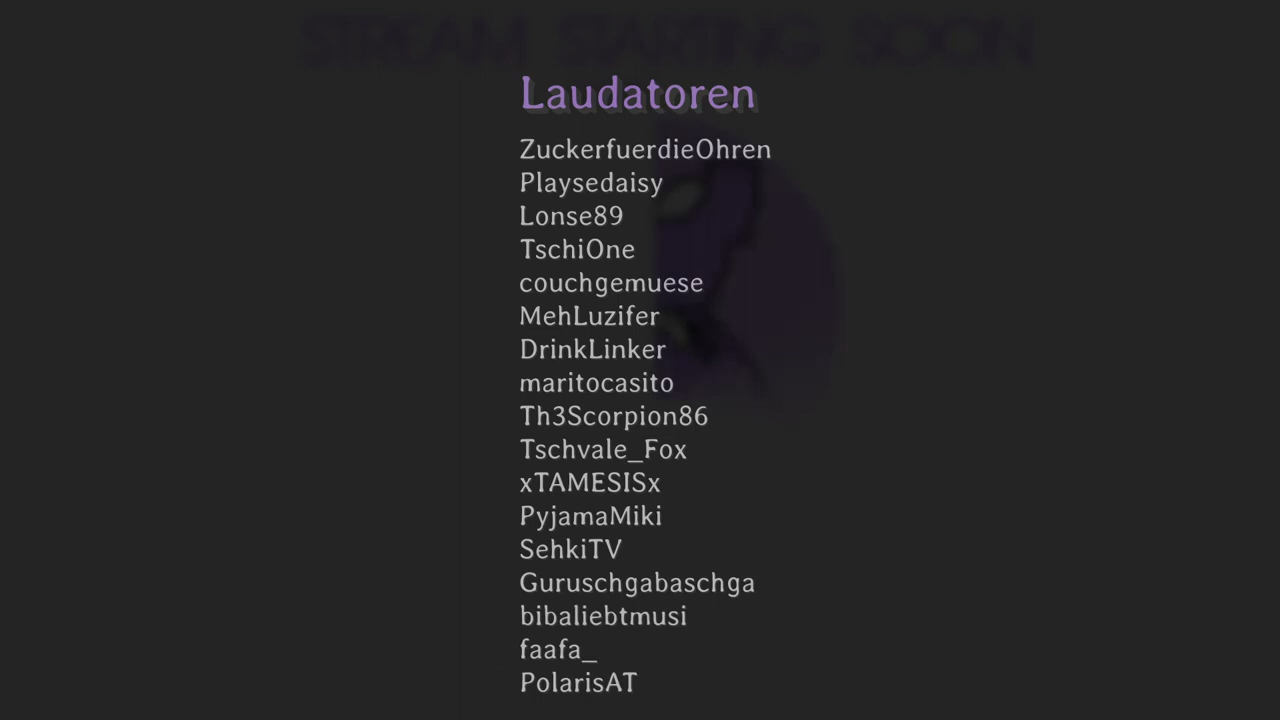 STREAM STARTING SOON
Laudatoren
ZuckerfuerdieOhren
Playsedaisy
Lonse89
TschiOne
couchgemuese
MehLuzifer
DrinkLinker
maritocasito
Th3Scorpion86
Tschvale_Fox
xTAMESISx
PyjamaMiki
SehkiTV
Guruschgabaschga
bibaliebtmusi
faafa_
PolarisAT